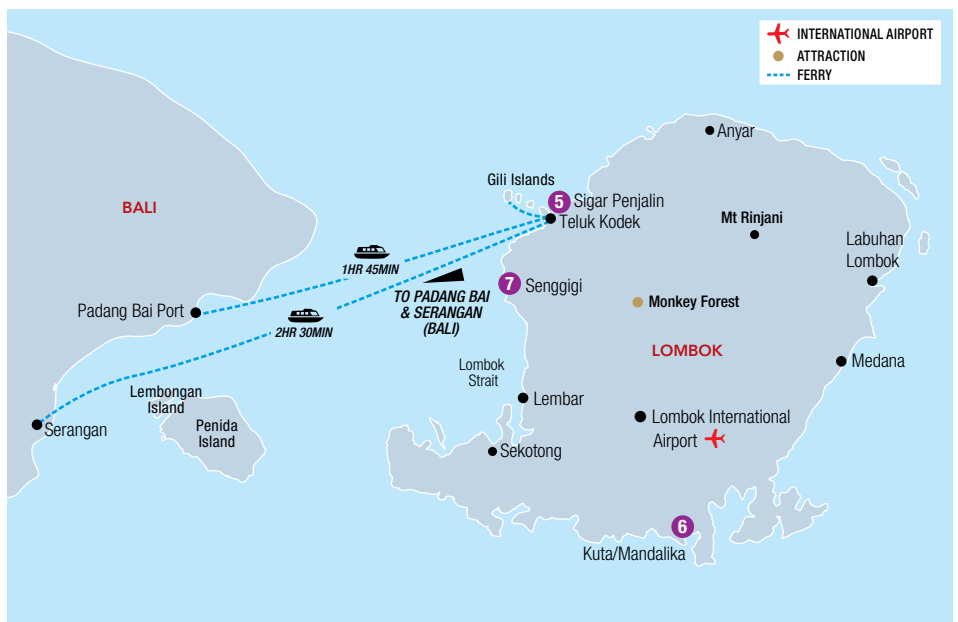 INTERNATIONAL AIRPORT
ATTRACTION
FERRY
Anyar
Gili Islands
5
Sigar Penjalin
Teluk Kodek
BALI
Mt Rinjani
Labuhan
Lombok
1HR 45MIN
7
Senggigi
TO PADANG BAI
& SERANGAN
(BALI)
Monkey Forest
Padang Bai Port
2HR 30MIN
LOMBOK
Medana
Lombok
Strait
Lembongan
Island
Lembar
Penida
Island
Serangan
Lombok International
Airport
Sekotong
6
Kuta/Mandalika